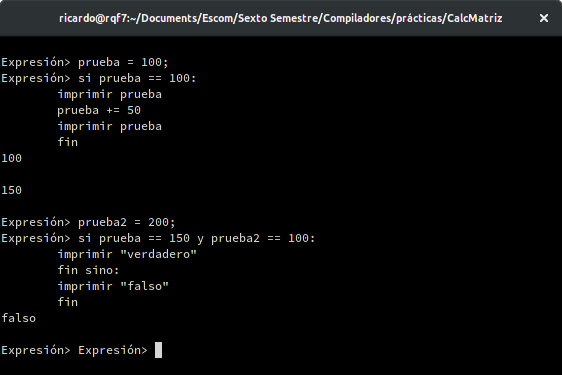 ricardo@rqf7:~/Documents/Escom/Sexto Semestre/Compiladores/prácticas/CalcMatriz
Expresión> prueba = 100;
Expresión> si prueba == 100:
imprimir prueba
prueba += 50
imprimir prueba
fin
100
150
Expresión> prueba2 = 200;
Expresión> si prueba == 150 y prueba2 == 100:
imprimir "verdadero"
fin sino:
imprimir "falso"
fin
falso
Expresión> Expresión>